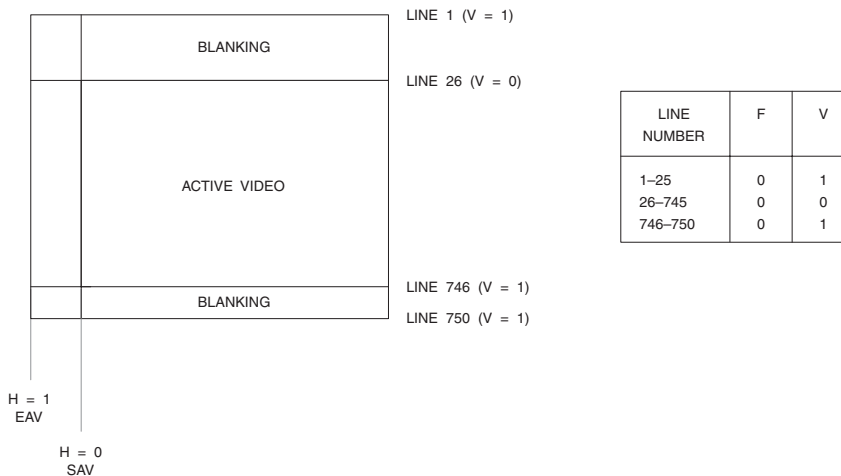 LINE 1 (V = 1)
BLANKING
LINE 26 (V = 0)
ACTIVE VIDEO
LINE 746 (V = 1)
BLANKING
LINE 750 (V = 1)
H = 1
EAV
H = 0
SAV
LINE NUMBER F V
1–25 0 1
26–745 0 0
746–750 0 1